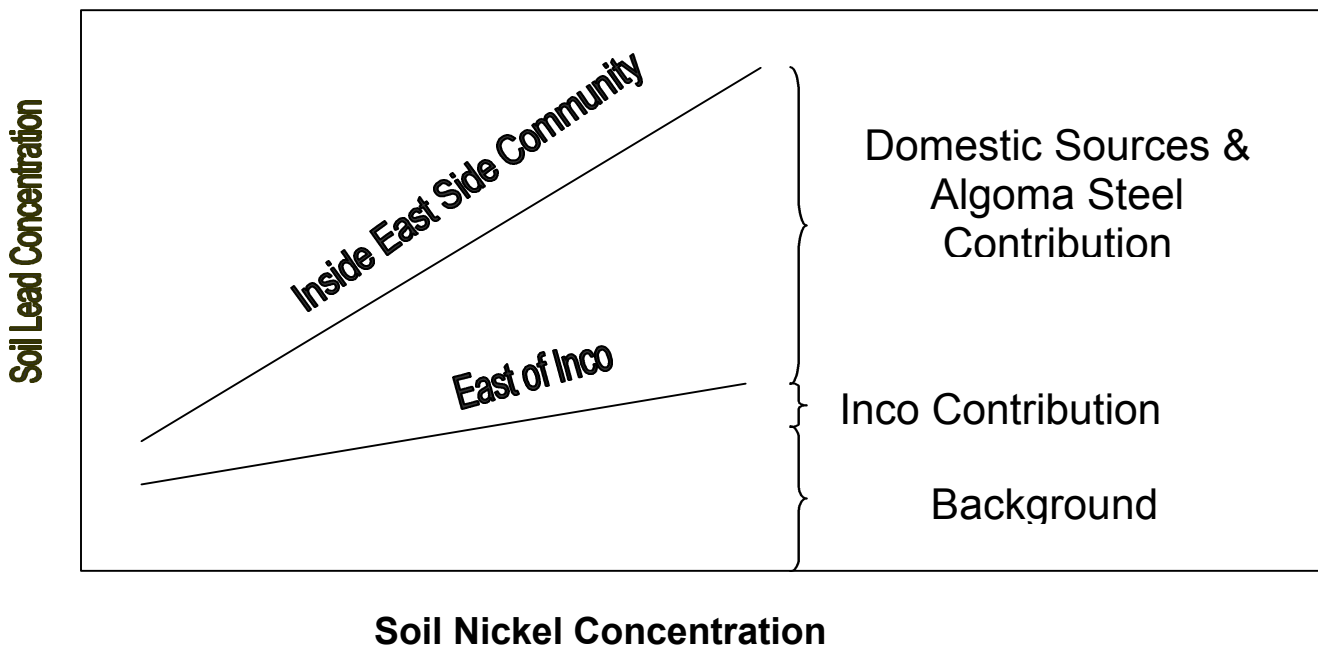 Soil Lead Concentration
Inside East Side Community
East of Inco
Domestic Sources &
Algoma Steel
Contribution
Inco Contribution
Background
Soil Nickel Concentration